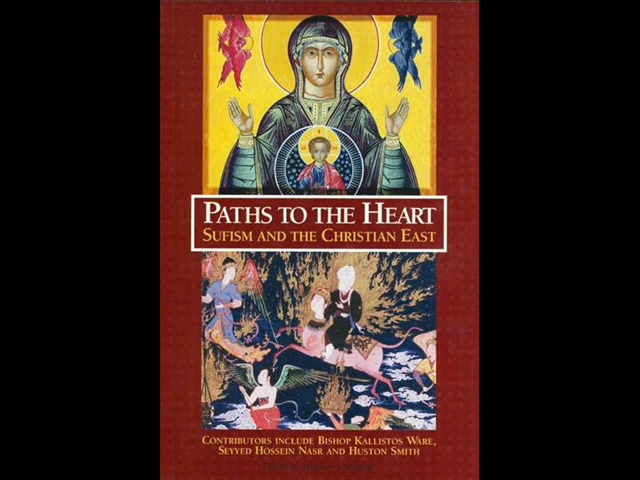 PATHS TO THE HEART
SUFISM AND THE CHRISTIAN EAST
CONTRIBUTORS INCLUDE BISHOP KALLISTOS WARE,
SEYYED HOSSEIN NASR AND HUSTON SMITH